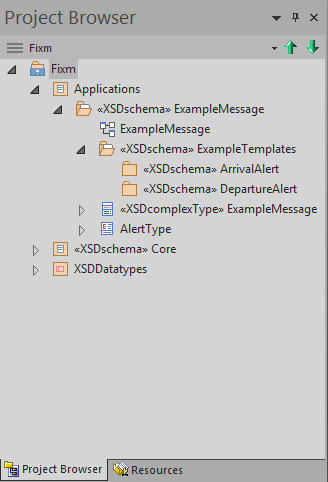 Project Browser
Fixm
Fixm
Applications
«XSDschema» ExampleMessage
ExampleMessage
«XSDschema» ExampleTemplates
«XSDschema» ArrivalAlert
«XSDschema» DepartureAlert
«XSDcomplexType» ExampleMessage
AlertType
«XSDschema» Core
XSDDatatypes
Project Browser
Resources